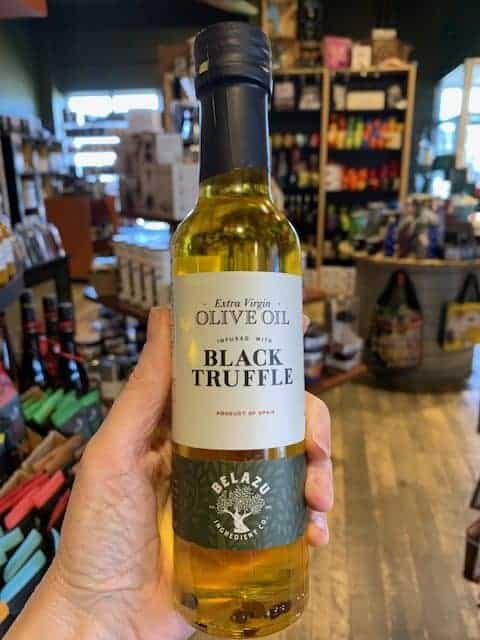 Extra Virgin
OLIVE OIL
INFUSED WITH
BLACK
TRUFFLE
PRODUCT OF SPAIN
BELAZU
INGREDIENT CO.